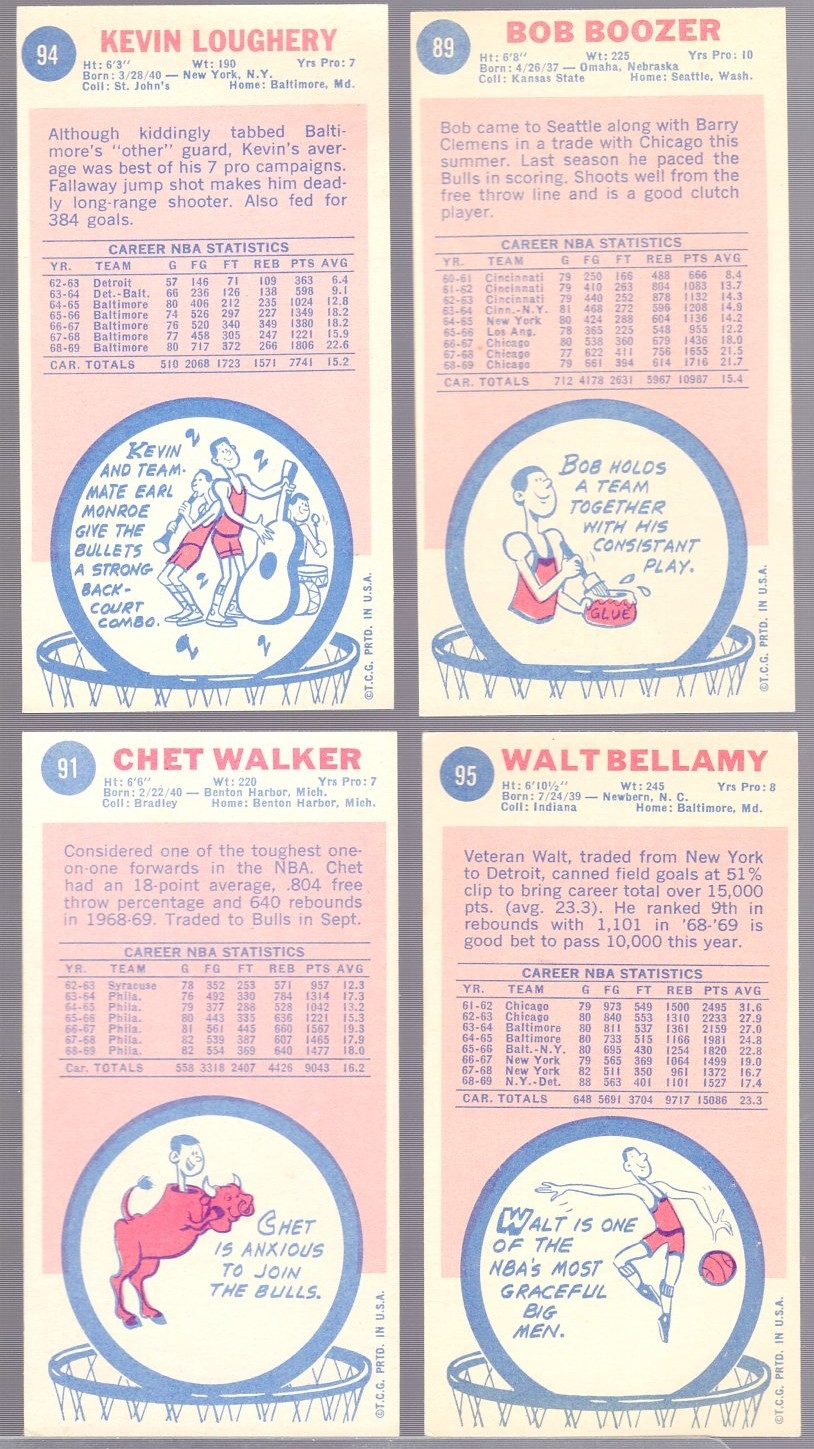 94
KEVIN LOUGHERY
Ht: 6'3" Wt: 190 Yrs Pro: 7
Born: 3/28/40 — New York, N.Y.
Coll: St. John's Home: Baltimore, Md.
Although kiddingly tabbed Balti-
more's "other" guard, Kevin's aver-
age was best of his 7 pro campaigns.
Fallaway jump shot makes him dead-
ly long-range shooter. Also fed for
384 goals.
CAREER NBA STATISTICS
YR. TEAM G FG FT REB PTS AVG
62-63 Detroit 57 146 71 109 363 6.4
63-64 Det.-Balt. 66 236 126 138 598 9.1
64-65 Baltimore 80 406 212 235 1024 12.8
65-66 Baltimore 74 526 297 227 1349 18.2
66-67 Baltimore 76 520 340 349 1380 18.2
67-68 Baltimore 77 458 305 247 1221 15.9
68-69 Baltimore 80 717 372 266 1806 22.6
CAR. TOTALS 510 2068 1723 1571 7741 15.2
KEVIN
AND TEAM-
MATE EARL
MONROE
GIVE THE
BULLETS
A STRONG
BACK-
COURT
COMBO.
©T.C.G. PRTD. IN U.S.A.
89
BOB BOOZER
Ht: 6'8" Wt: 225 Yrs Pro: 10
Born: 4/26/37 — Omaha, Nebraska
Coll: Kansas State Home: Seattle, Wash.
Bob came to Seattle along with Barry
Clemens in a trade with Chicago this
summer. Last season he paced the
Bulls in scoring. Shoots well from the
free throw line and is a good clutch
player.
CAREER NBA STATISTICS
YR. TEAM G FG FT REB PTS AVG
60-61 Cincinnati 79 250 166 488 666 8.4
61-62 Cincinnati 79 410 263 804 1083 13.7
62-63 Cincinnati 79 440 252 878 1132 14.3
63-64 Cinn.-N.Y. 81 468 272 596 1208 14.9
64-65 New York 80 424 288 604 1136 14.2
65-66 Los Ang. 78 365 225 548 955 12.2
66-67 Chicago 80 538 360 679 1436 18.0
67-68 Chicago 77 622 411 756 1655 21.5
68-69 Chicago 79 661 394 614 1716 21.7
CAR. TOTALS 712 4178 2631 5967 10987 15.4
BOB HOLDS
A TEAM
TOGETHER
WITH HIS
CONSISTANT
PLAY.
GLUE
©T.C.G. PRTD. IN U.S.A.
91
CHET WALKER
Ht: 6'6" Wt: 220 Yrs Pro: 7
Born: 2/22/40 — Benton Harbor, Mich.
Coll: Bradley Home: Benton Harbor, Mich.
Considered one of the toughest one-
on-one forwards in the NBA. Chet
had an 18-point average, .804 free
throw percentage and 640 rebounds
in 1968-69. Traded to Bulls in Sept.
CAREER NBA STATISTICS
YR. TEAM G FG FT REB PTS AVG
62-63 Syracuse 78 352 253 571 957 12.3
63-64 Phila. 76 492 330 784 1314 17.3
64-65 Phila. 79 377 288 528 1042 13.2
65-66 Phila. 80 443 335 636 1221 15.3
66-67 Phila. 81 561 445 660 1567 19.3
67-68 Phila. 82 539 387 607 1465 17.9
68-69 Phila. 82 554 369 640 1477 18.0
Car. TOTALS 558 3318 2407 4426 9043 16.2
CHET
IS ANXIOUS
TO JOIN
THE BULLS.
©T.C.G. PRTD. IN U.S.A.
95
WALT BELLAMY
Ht: 6'10½" Wt: 245 Yrs Pro: 8
Born: 7/24/39 — Newbern, N. C.
Coll: Indiana Home: Baltimore, Md.
Veteran Walt, traded from New York
to Detroit, canned field goals at 51%
clip to bring career total over 15,000
pts. (avg. 23.3). He ranked 9th in
rebounds with 1,101 in '68-'69 is
good bet to pass 10,000 this year.
CAREER NBA STATISTICS
YR. TEAM G FG FT REB PTS AVG
61-62 Chicago 79 973 549 1500 2495 31.6
62-63 Chicago 80 840 553 1310 2233 27.9
63-64 Baltimore 80 811 537 1361 2159 27.0
64-65 Baltimore 80 733 515 1166 1981 24.8
65-66 Balt.-N.Y. 80 695 430 1254 1820 22.8
66-67 New York 79 565 369 1064 1499 19.0
67-68 New York 82 511 350 961 1372 16.7
68-69 N.Y.-Det. 88 563 401 1101 1527 17.4
CAR. TOTALS 648 5691 3704 9717 15086 23.3
WALT IS ONE
OF THE
NBA'S MOST
GRACEFUL
BIG
MEN.
©T.C.G. PRTD. IN U.S.A.